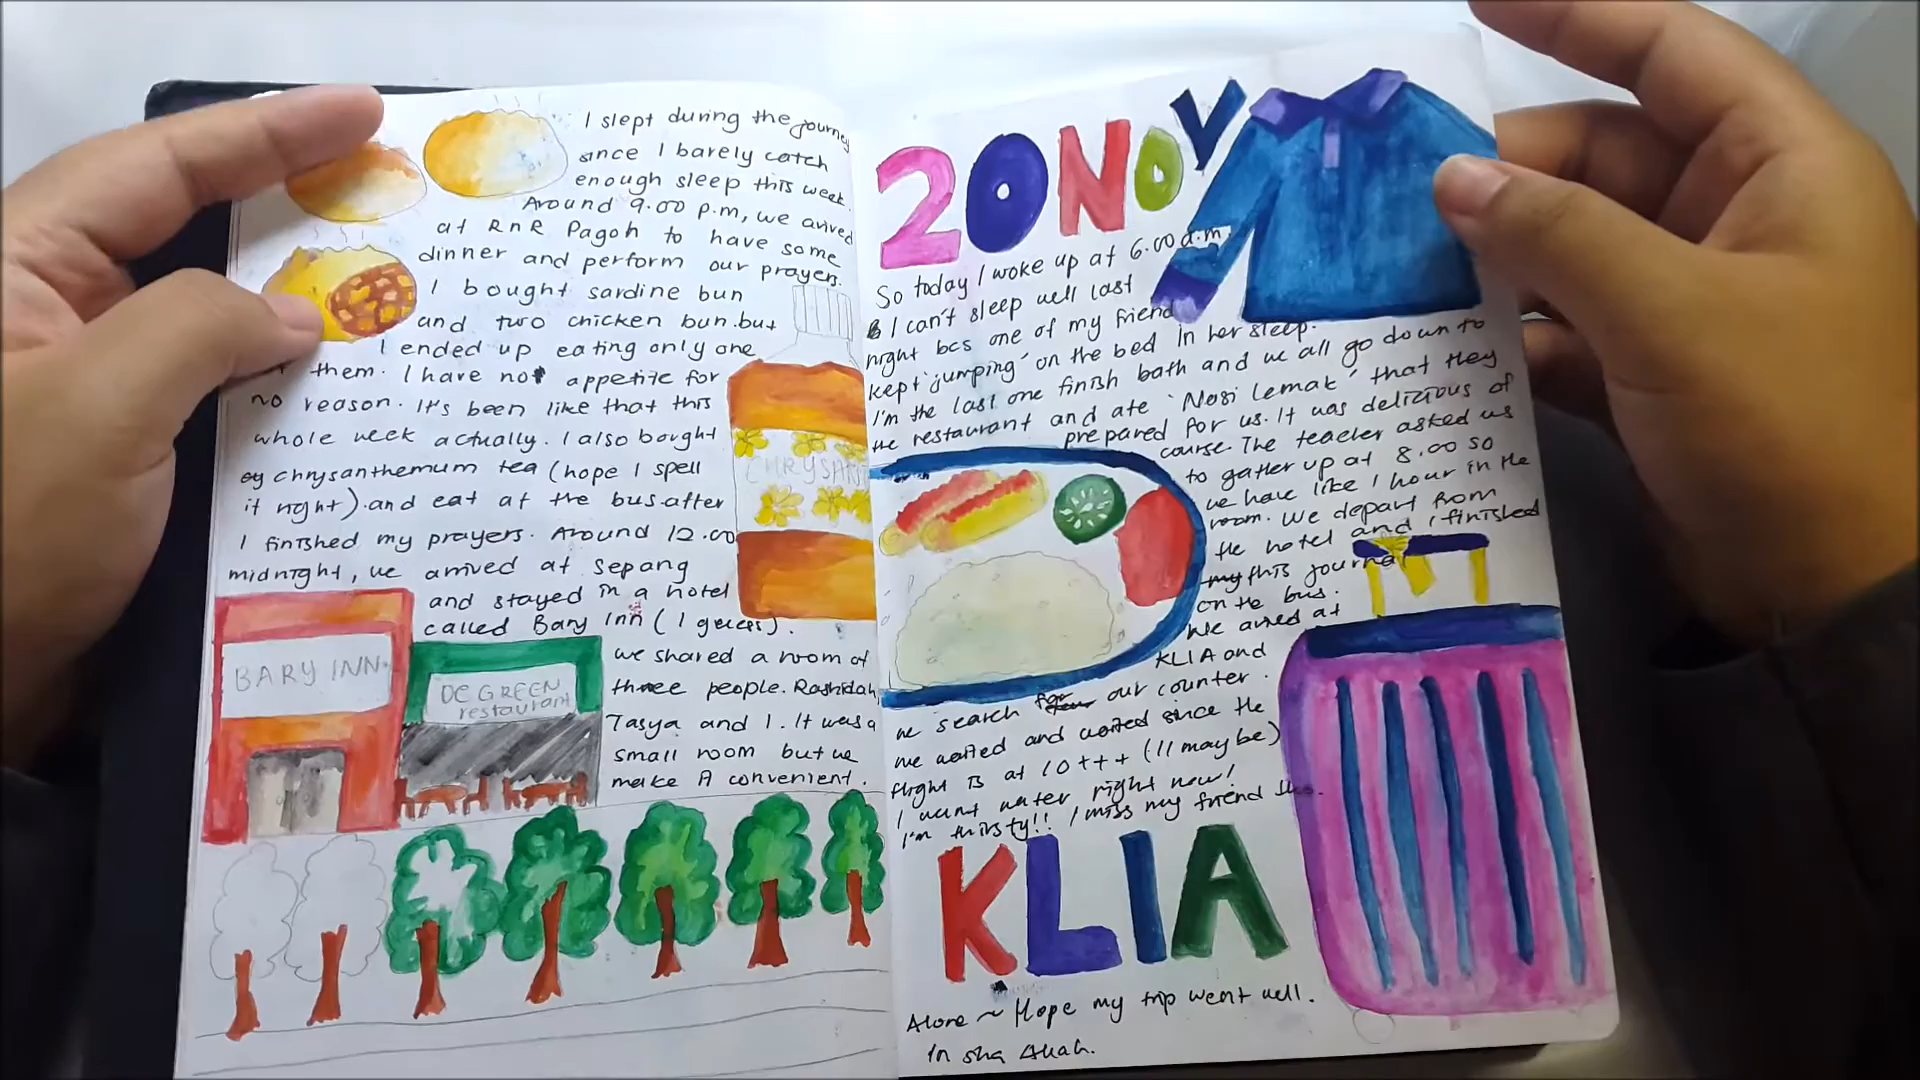 I slept during the journey
since I barely catch
enough sleep this week.
Around 9.00 p.m, we arived
at RnR Pagoh to have some
dinner and perform our prayers.
I bought sardine bun
and two chicken bun. but
I ended up eating only one
them. I have not appetite for
no reason. It's been like that this
whole week actually. I also bought
chrysanthemum tea (hope I spell
it right) and eat at the bus after
I finished my prayers. Around 12.00
midnight, we arrived at Sepang
and stayed in a hotel
called Bary Inn (I guess).
BARY INN
DE GREEN
restaurant
we shared a room of
three people. Rashidah,
Tasya and I. It was a
small room but we
make A convenient.
CHRYSAN
20NOV
So today I woke up at 6.00 a.m.
I can't sleep well last
night bcs one of my friend
kept 'jumping' on the bed in her sleep.
I'm the last one finish bath and we all go down to
the restaurant and ate 'Nasi Lemak' that they
prepared for us. It was delicious of
course. The teacher asked us
to gather up at 8.00 so
we have like 1 hour in the
room. We depart from
the hotel and I finished
my this journal
on the bus.
We arived at
KLIA and
we search for our counter.
we waited and waited since the
flight is at 10+++ (11 maybe)
I want water right now!
I'm thirsty!! I miss my friend
KLIA
Alone ~ Hope my trip went well.
In sha Allah.